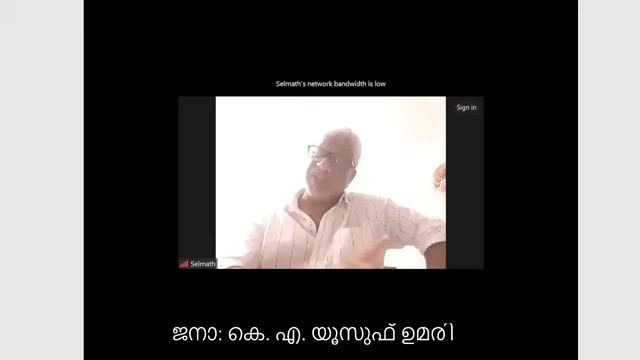 Selmath's network bandwidth is low
Sign in
Selmath
ജനാ: കെ. എ. യൂസുഫ് ഉമരി